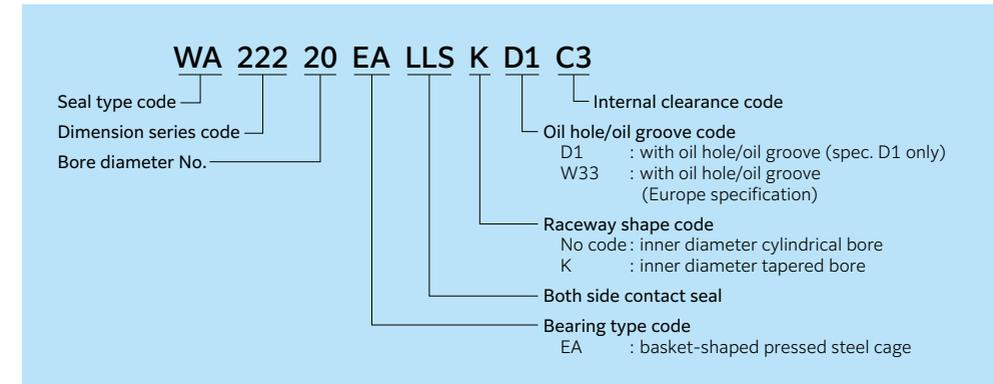 WA 222 20 EA LLS K D1 C3
Seal type code
Internal clearance code
Dimension series code
Oil hole/oil groove code
D1 : with oil hole/oil groove (spec. D1 only)
Bore diameter No.
W33 : with oil hole/oil groove
(Europe specification)
Raceway shape code
No code : inner diameter cylindrical bore
K : inner diameter tapered bore
Both side contact seal
Bearing type code
EA : basket-shaped pressed steel cage